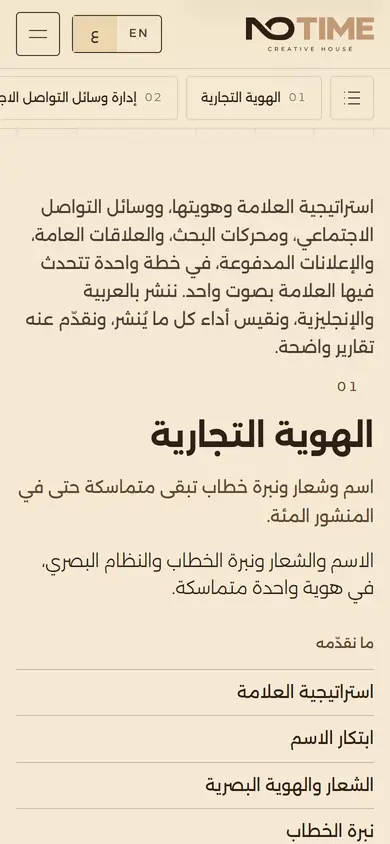 NOTIME
CREATIVE HOUSE
ع EN
01 الهوية التجارية
02 إدارة وسائل التواصل
استراتيجية العلامة وهويتها، ووسائل التواصل
الاجتماعي، ومحركات البحث، والعلاقات العامة،
والإعلانات المدفوعة، في خطة واحدة تتحدث
فيها العلامة بصوت واحد. ننشر بالعربية
والإنجليزية، ونقيس أداء كل ما يُنشر، ونقدّم عنه
تقارير واضحة.
01
الهوية التجارية
اسم وشعار ونبرة خطاب تبقى متماسكة حتى في
المنشور المئة.
الاسم والشعار ونبرة الخطاب والنظام البصري،
في هوية واحدة متماسكة.
ما نقدّمه
استراتيجية العلامة
ابتكار الاسم
الشعار والهوية البصرية
نبرة الخطاب